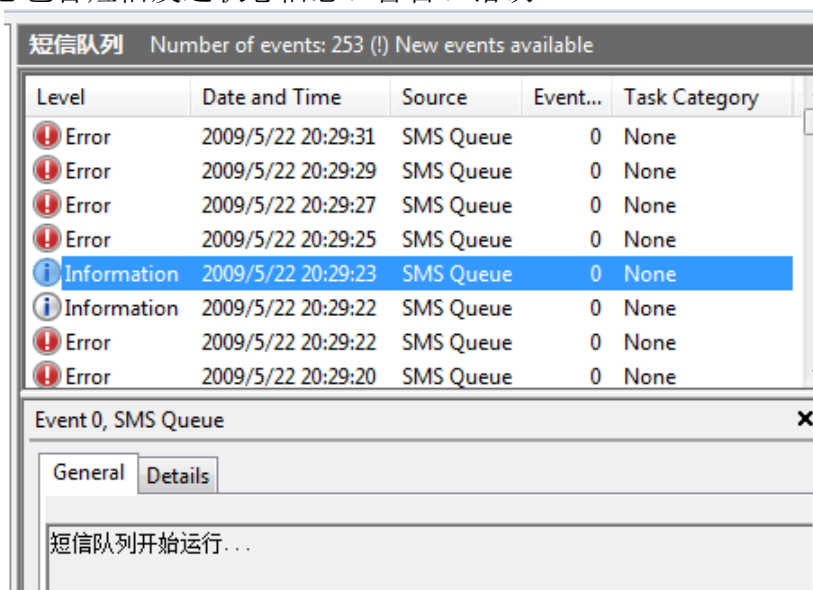 短信队列 Number of events: 253 (!) New events available
Level Date and Time Source Event... Task Category
Error 2009/5/22 20:29:31 SMS Queue 0 None
Error 2009/5/22 20:29:29 SMS Queue 0 None
Error 2009/5/22 20:29:27 SMS Queue 0 None
Error 2009/5/22 20:29:25 SMS Queue 0 None
Information 2009/5/22 20:29:23 SMS Queue 0 None
Information 2009/5/22 20:29:22 SMS Queue 0 None
Error 2009/5/22 20:29:22 SMS Queue 0 None
Error 2009/5/22 20:29:20 SMS Queue 0 None
Event 0, SMS Queue
General Details
短信队列开始运行...